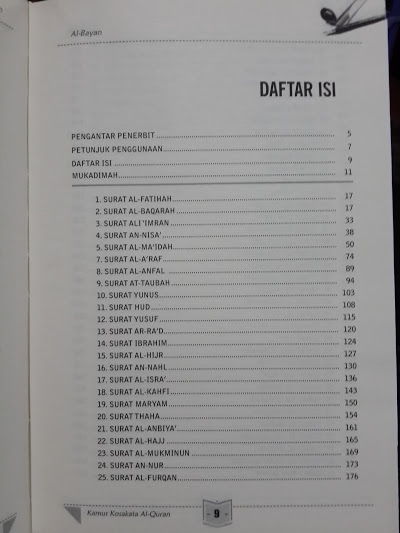 Al-Bayan
DAFTAR ISI
PENGANTAR PENERBIT 5
PETUNJUK PENGGUNAAN 7
DAFTAR ISI 9
MUKADIMAH 11
1. SURAT AL-FATIHAH 17
2. SURAT AL-BAQARAH 17
3. SURAT ALI 'IMRAN 33
4. SURAT AN-NISA' 38
5. SURAT AL-MA'IDAH 50
7. SURAT AL-A'RAF 74
8. SURAT AL-ANFAL 89
9. SURAT AT-TAUBAH 94
10. SURAT YUNUS 103
11. SURAT HUD 108
12. SURAT YUSUF 115
13. SURAT AR-RA'D 120
14. SURAT IBRAHIM 124
15. SURAT AL-HIJR 127
16. SURAT AN-NAHL 130
17. SURAT AL-ISRA' 136
18. SURAT AL-KAHFI 143
19. SURAT MARYAM 150
20. SURAT THAHA 154
21. SURAT AL-ANBIYA' 161
22. SURAT AL-HAJJ 165
23. SURAT AL-MUKMINUN 169
24. SURAT AN-NUR 173
25. SURAT AL-FURQAN 176
Kamus Kosakata Al-Quran
- 9 -